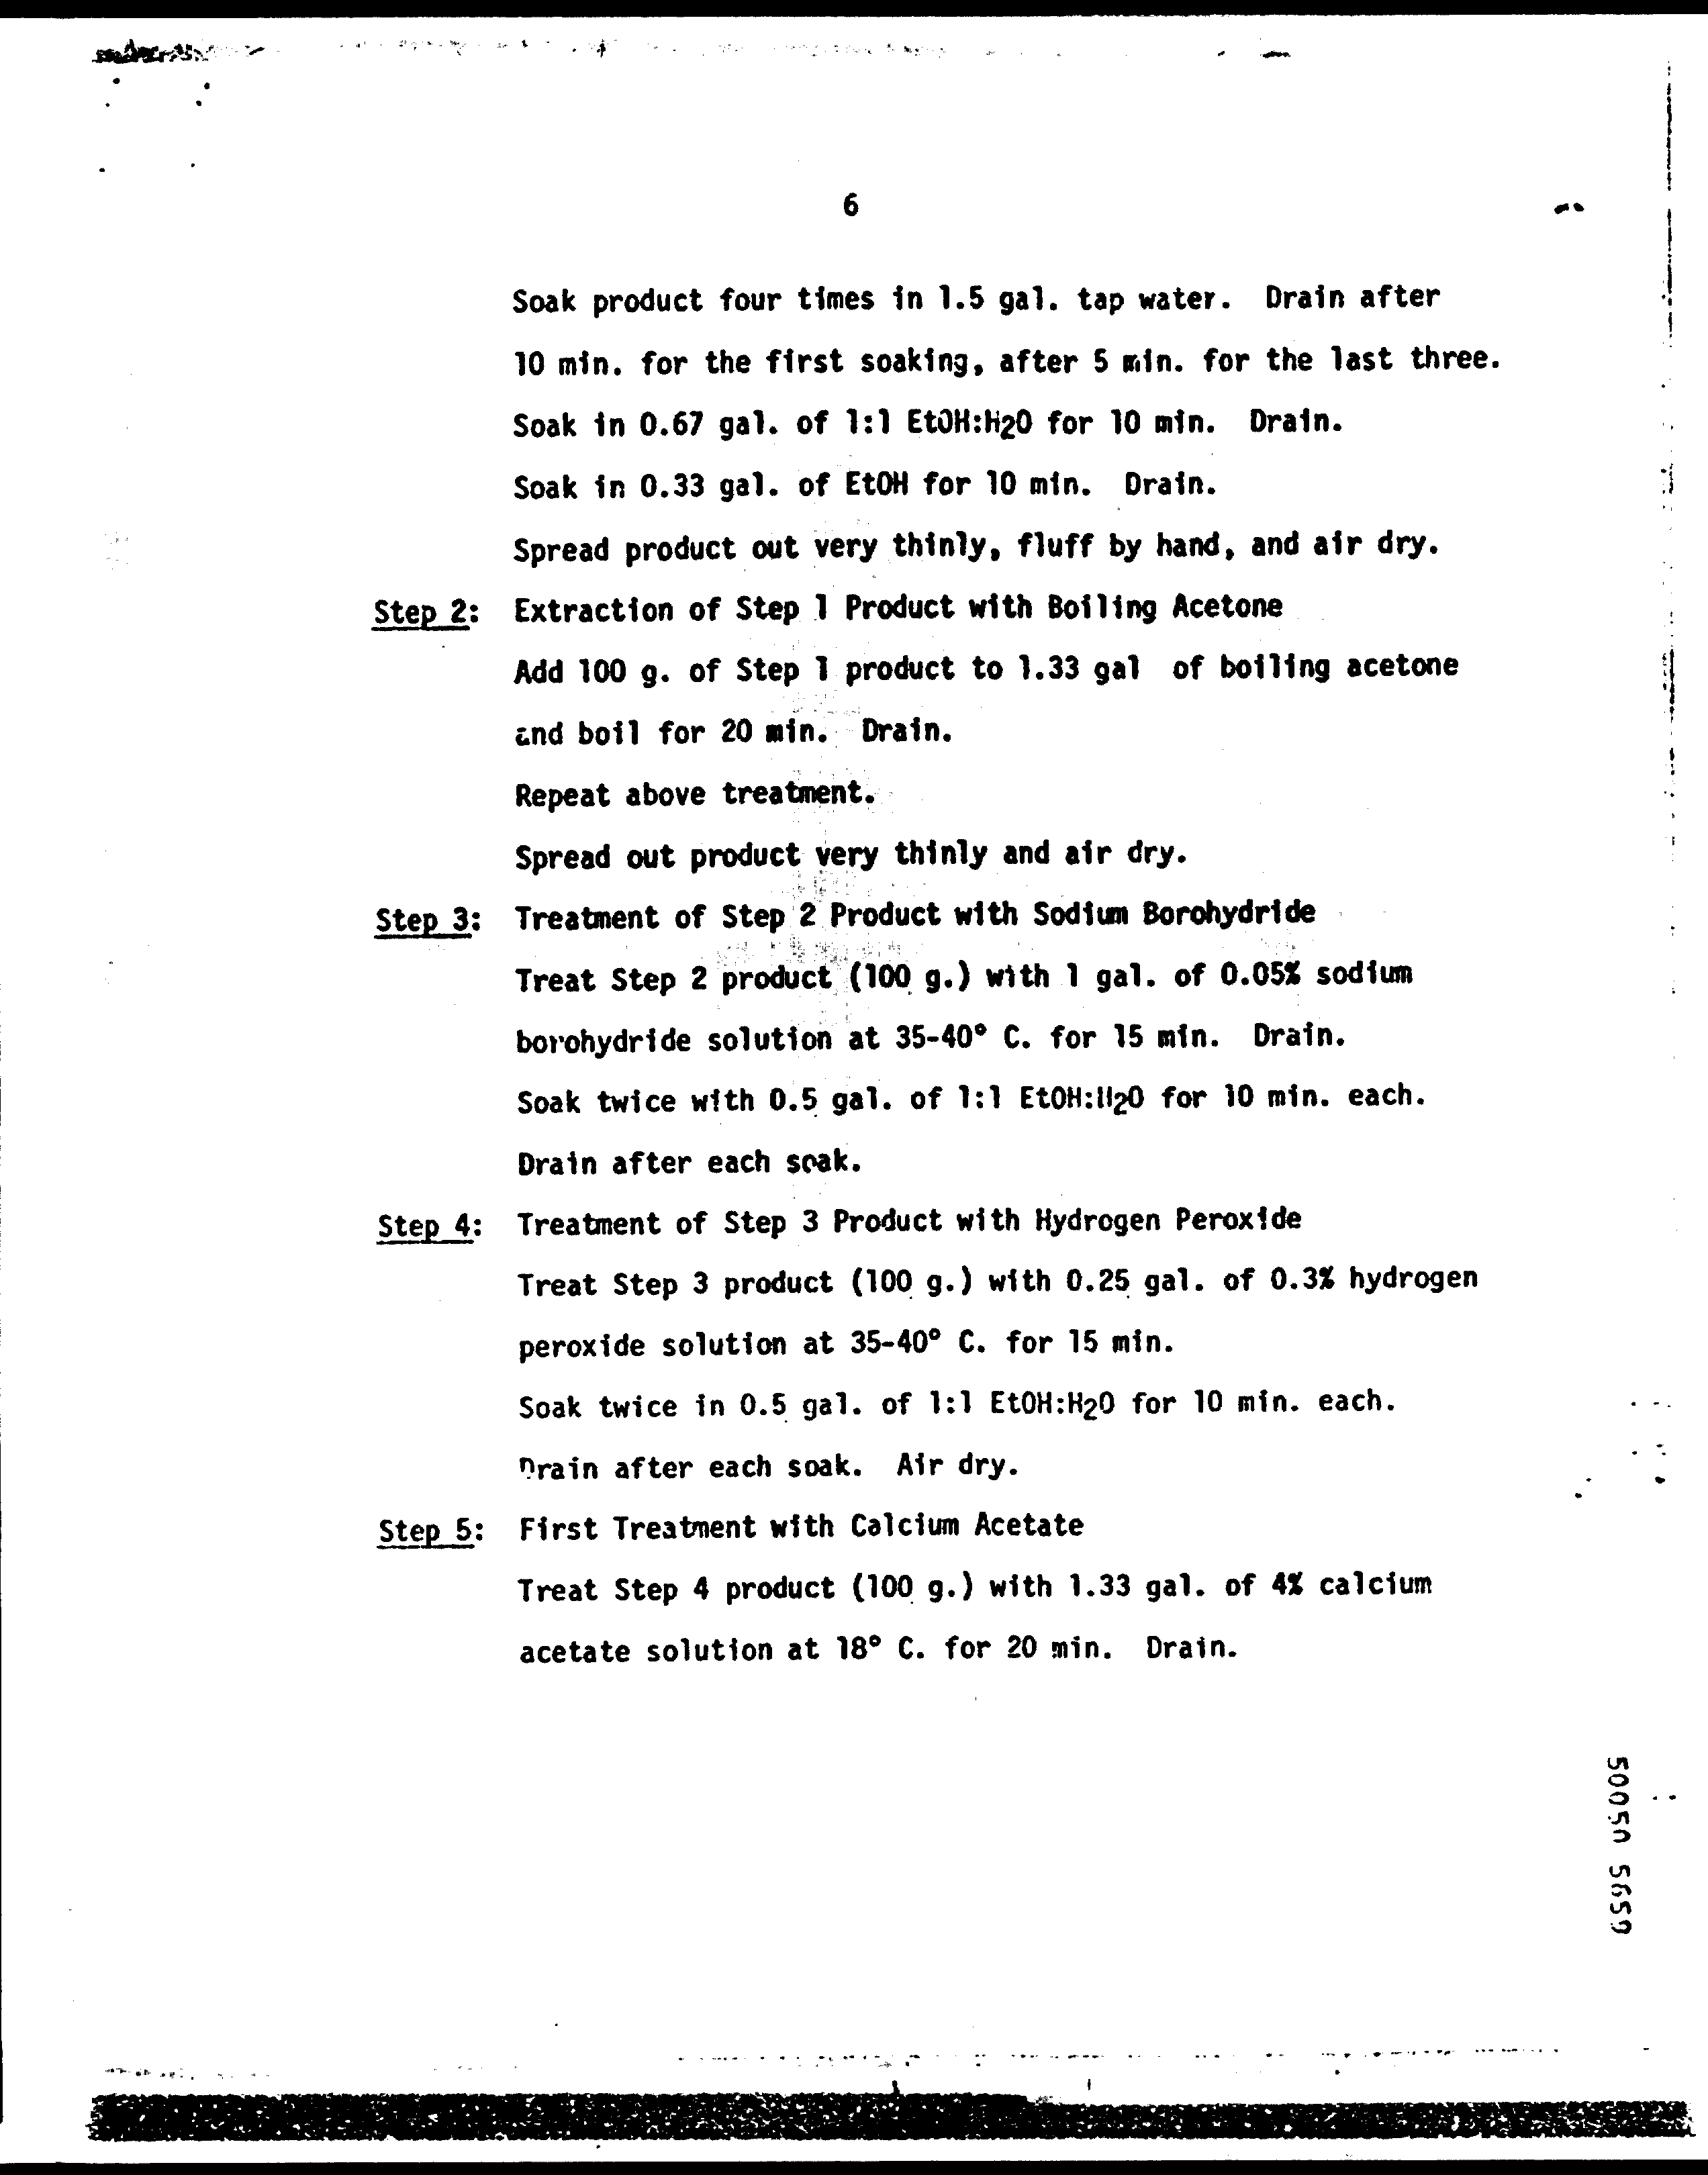 6
Soak product four times in 1.5 gal. tap water. Drain after
10 min. for the first soaking, after 5 min. for the last three.
Soak in 0.67 gal. of 1:1 EtOH:H2O for 10 min. Drain.
Soak in 0.33 gal. of EtOH for 10 min. Drain.
Spread product out very thinly, fluff by hand, and air dry.
Step 2: Extraction of Step 1 Product with Boiling Acetone
Add 100 g. of Step 1 product to 1.33 gal of boiling acetone
and boil for 20 min. Drain.
Repeat above treatment.
Spread out product very thinly and air dry.
Step 3: Treatment of Step 2 Product with Sodium Borohydride
Treat Step 2 product (100 g.) with 1 gal. of 0.05% sodium
borohydride solution at 35-40° C. for 15 min. Drain.
Soak twice with 0.5 gal. of 1:1 EtOH:H2O for 10 min. each.
Drain after each soak.
Step 4: Treatment of Step 3 Product with Hydrogen Peroxide
Treat Step 3 product (100 g.) with 0.25 gal. of 0.3% hydrogen
peroxide solution at 35-40° C. for 15 min.
Soak twice in 0.5 gal. of 1:1 EtOH:H2O for 10 min. each.
Drain after each soak. Air dry.
Step 5: First Treatment with Calcium Acetate
Treat Step 4 product (100 g.) with 1.33 gal. of 4% calcium
acetate solution at 18° C. for 20 min. Drain.
50050 5659